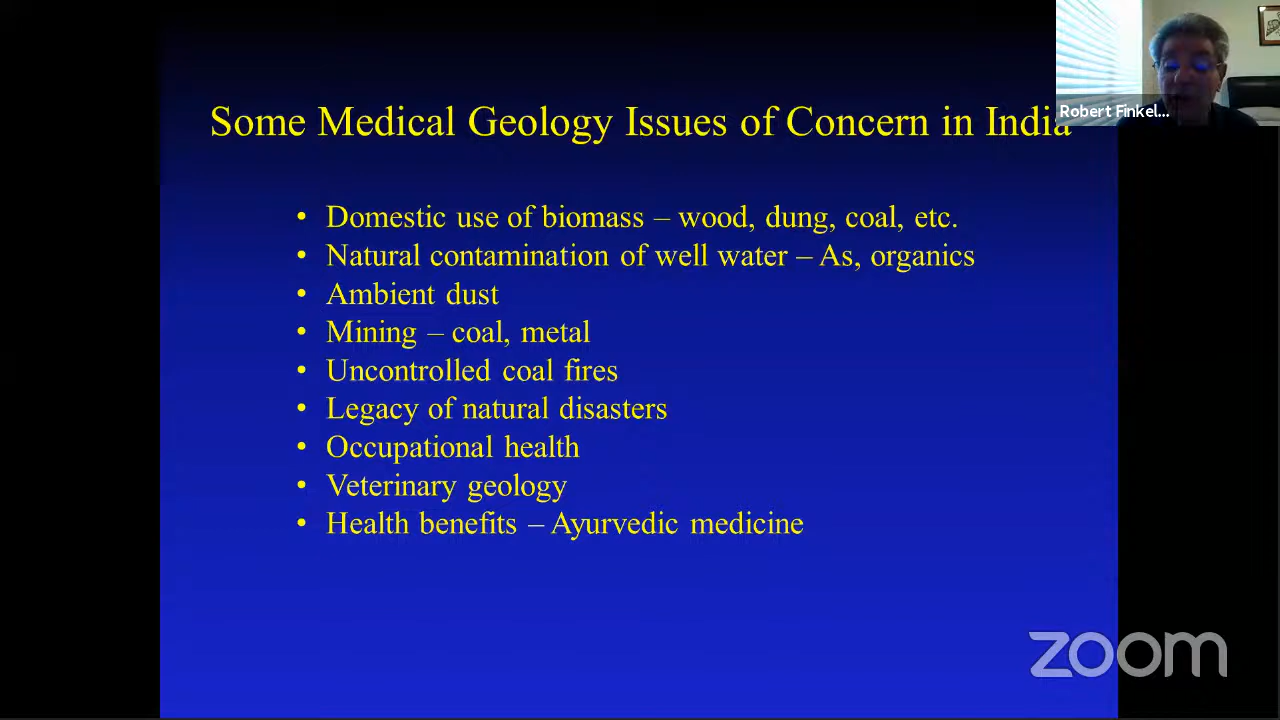 Some Medical Geology Issues of Concern in India
• Domestic use of biomass – wood, dung, coal, etc.
• Natural contamination of well water – As, organics
• Ambient dust
• Mining – coal, metal
• Uncontrolled coal fires
• Legacy of natural disasters
• Occupational health
• Veterinary geology
• Health benefits – Ayurvedic medicine
Robert Finkel...
zoom